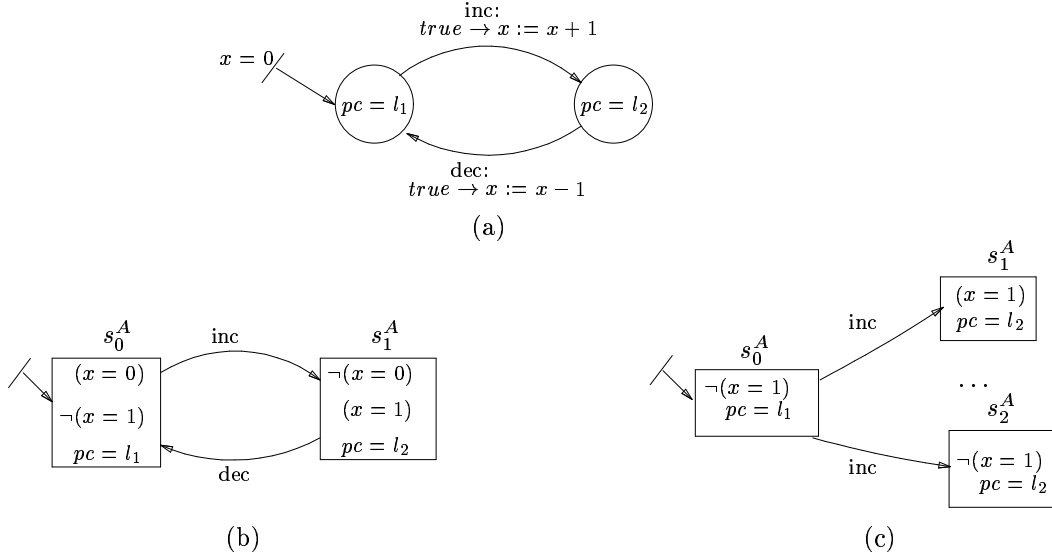 inc:
true → x := x + 1
x = 0
pc = l₁
pc = l₂
dec:
true → x := x − 1
(a)
s₀ᴬ
inc
s₁ᴬ
(x = 0)
¬(x = 1)
pc = l₁
¬(x = 0)
(x = 1)
pc = l₂
dec
(b)
s₁ᴬ
(x = 1)
pc = l₂
inc
s₀ᴬ
¬(x = 1)
pc = l₁
...
s₂ᴬ
inc
¬(x = 1)
pc = l₂
(c)